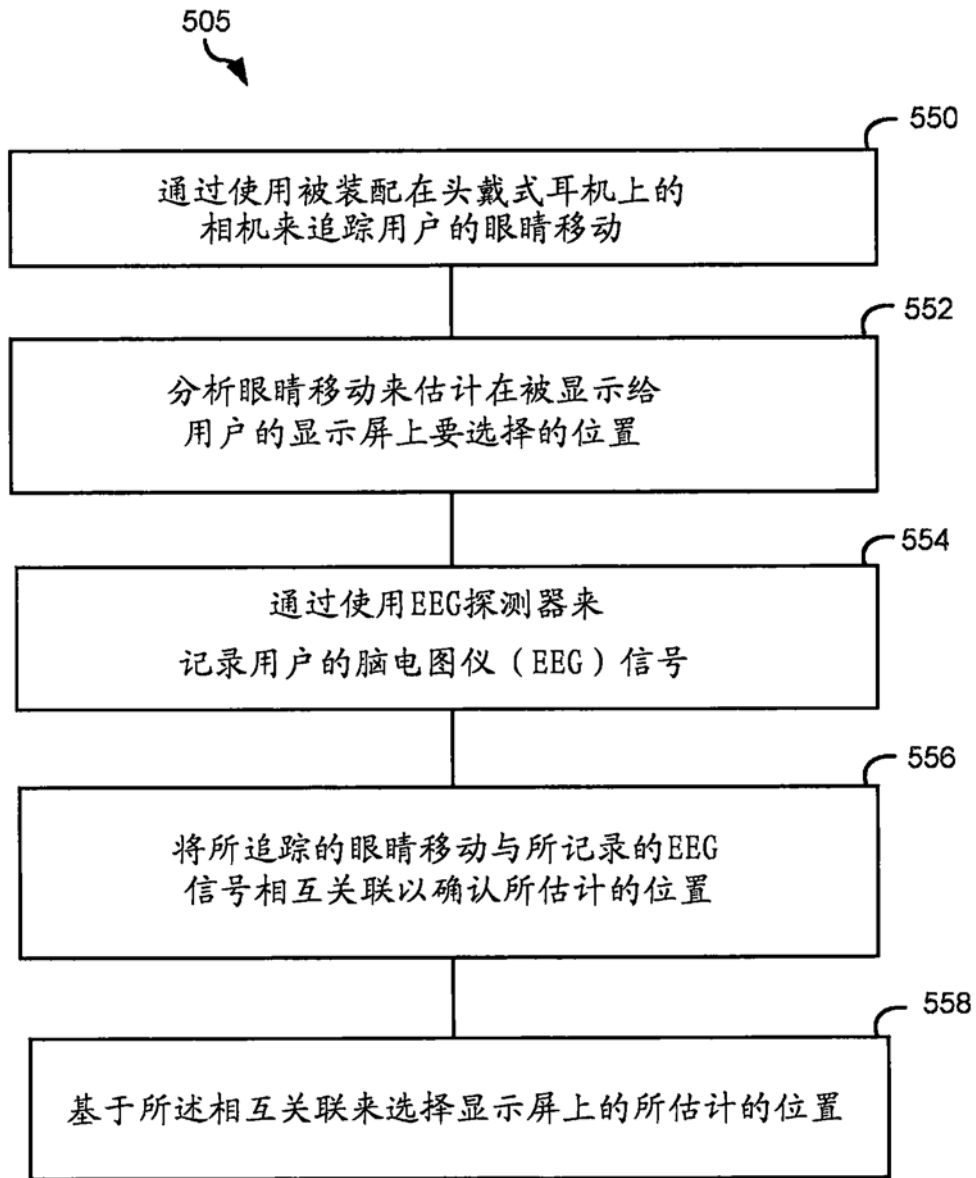 505
550
通过使用被装配在头戴式耳机上的
相机来追踪用户的眼睛移动
552
分析眼睛移动来估计在被显示给
用户的显示屏上要选择的位置
554
通过使用EEG探测器来
记录用户的脑电图仪（EEG）信号
556
将所追踪的眼睛移动与所记录的EEG
信号相互关联以确认所估计的位置
558
基于所述相互关联来选择显示屏上的所估计的位置